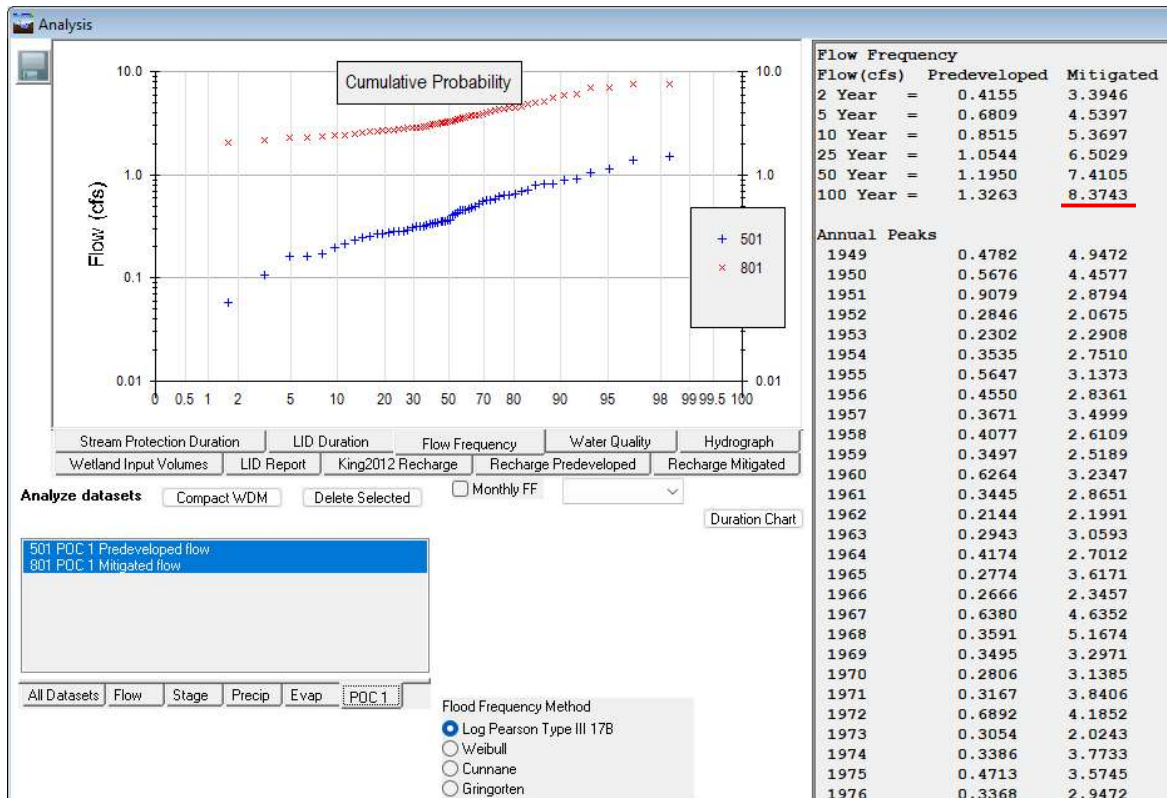 Analysis
Cumulative Probability
10.0
1.0
0.1
0.01
Flow (cfs)
10.0
1.0
0.1
0.01
501
801
0 0.5 1 2 5 10 20 30 50 70 80 90 95 98 99 99.5 100
Stream Protection Duration LID Duration Flow Frequency Water Quality Hydrograph
Wetland Input Volumes LID Report King2012 Recharge Recharge Predeveloped Recharge Mitigated
Analyze datasets Compact WDM Delete Selected Monthly FF
Duration Chart
501 POC 1 Predeveloped flow
801 POC 1 Mitigated flow
All Datasets Flow Stage Precip Evap POC 1
Flood Frequency Method
Log Pearson Type III 17B
Weibull
Cunnane
Gringorten
Flow Frequency
Flow(cfs) Predeveloped Mitigated
2 Year = 0.4155 3.3946
5 Year = 0.6809 4.5397
10 Year = 0.8515 5.3697
25 Year = 1.0544 6.5029
50 Year = 1.1950 7.4105
100 Year = 1.3263 8.3743
Annual Peaks
1949 0.4782 4.9472
1950 0.5676 4.4577
1951 0.9079 2.8794
1952 0.2846 2.0675
1953 0.2302 2.2908
1954 0.3535 2.7510
1955 0.5647 3.1373
1956 0.4550 2.8361
1957 0.3671 3.4999
1958 0.4077 2.6109
1959 0.3497 2.5189
1960 0.6264 3.2347
1961 0.3445 2.8651
1962 0.2144 2.1991
1963 0.2943 3.0593
1964 0.4174 2.7012
1965 0.2774 3.6171
1966 0.2666 2.3457
1967 0.6380 4.6352
1968 0.3591 5.1674
1969 0.3495 3.2971
1970 0.2806 3.1385
1971 0.3167 3.8406
1972 0.6892 4.1852
1973 0.3054 2.0243
1974 0.3386 3.7733
1975 0.4713 3.5745
1976 0.3368 2.9472